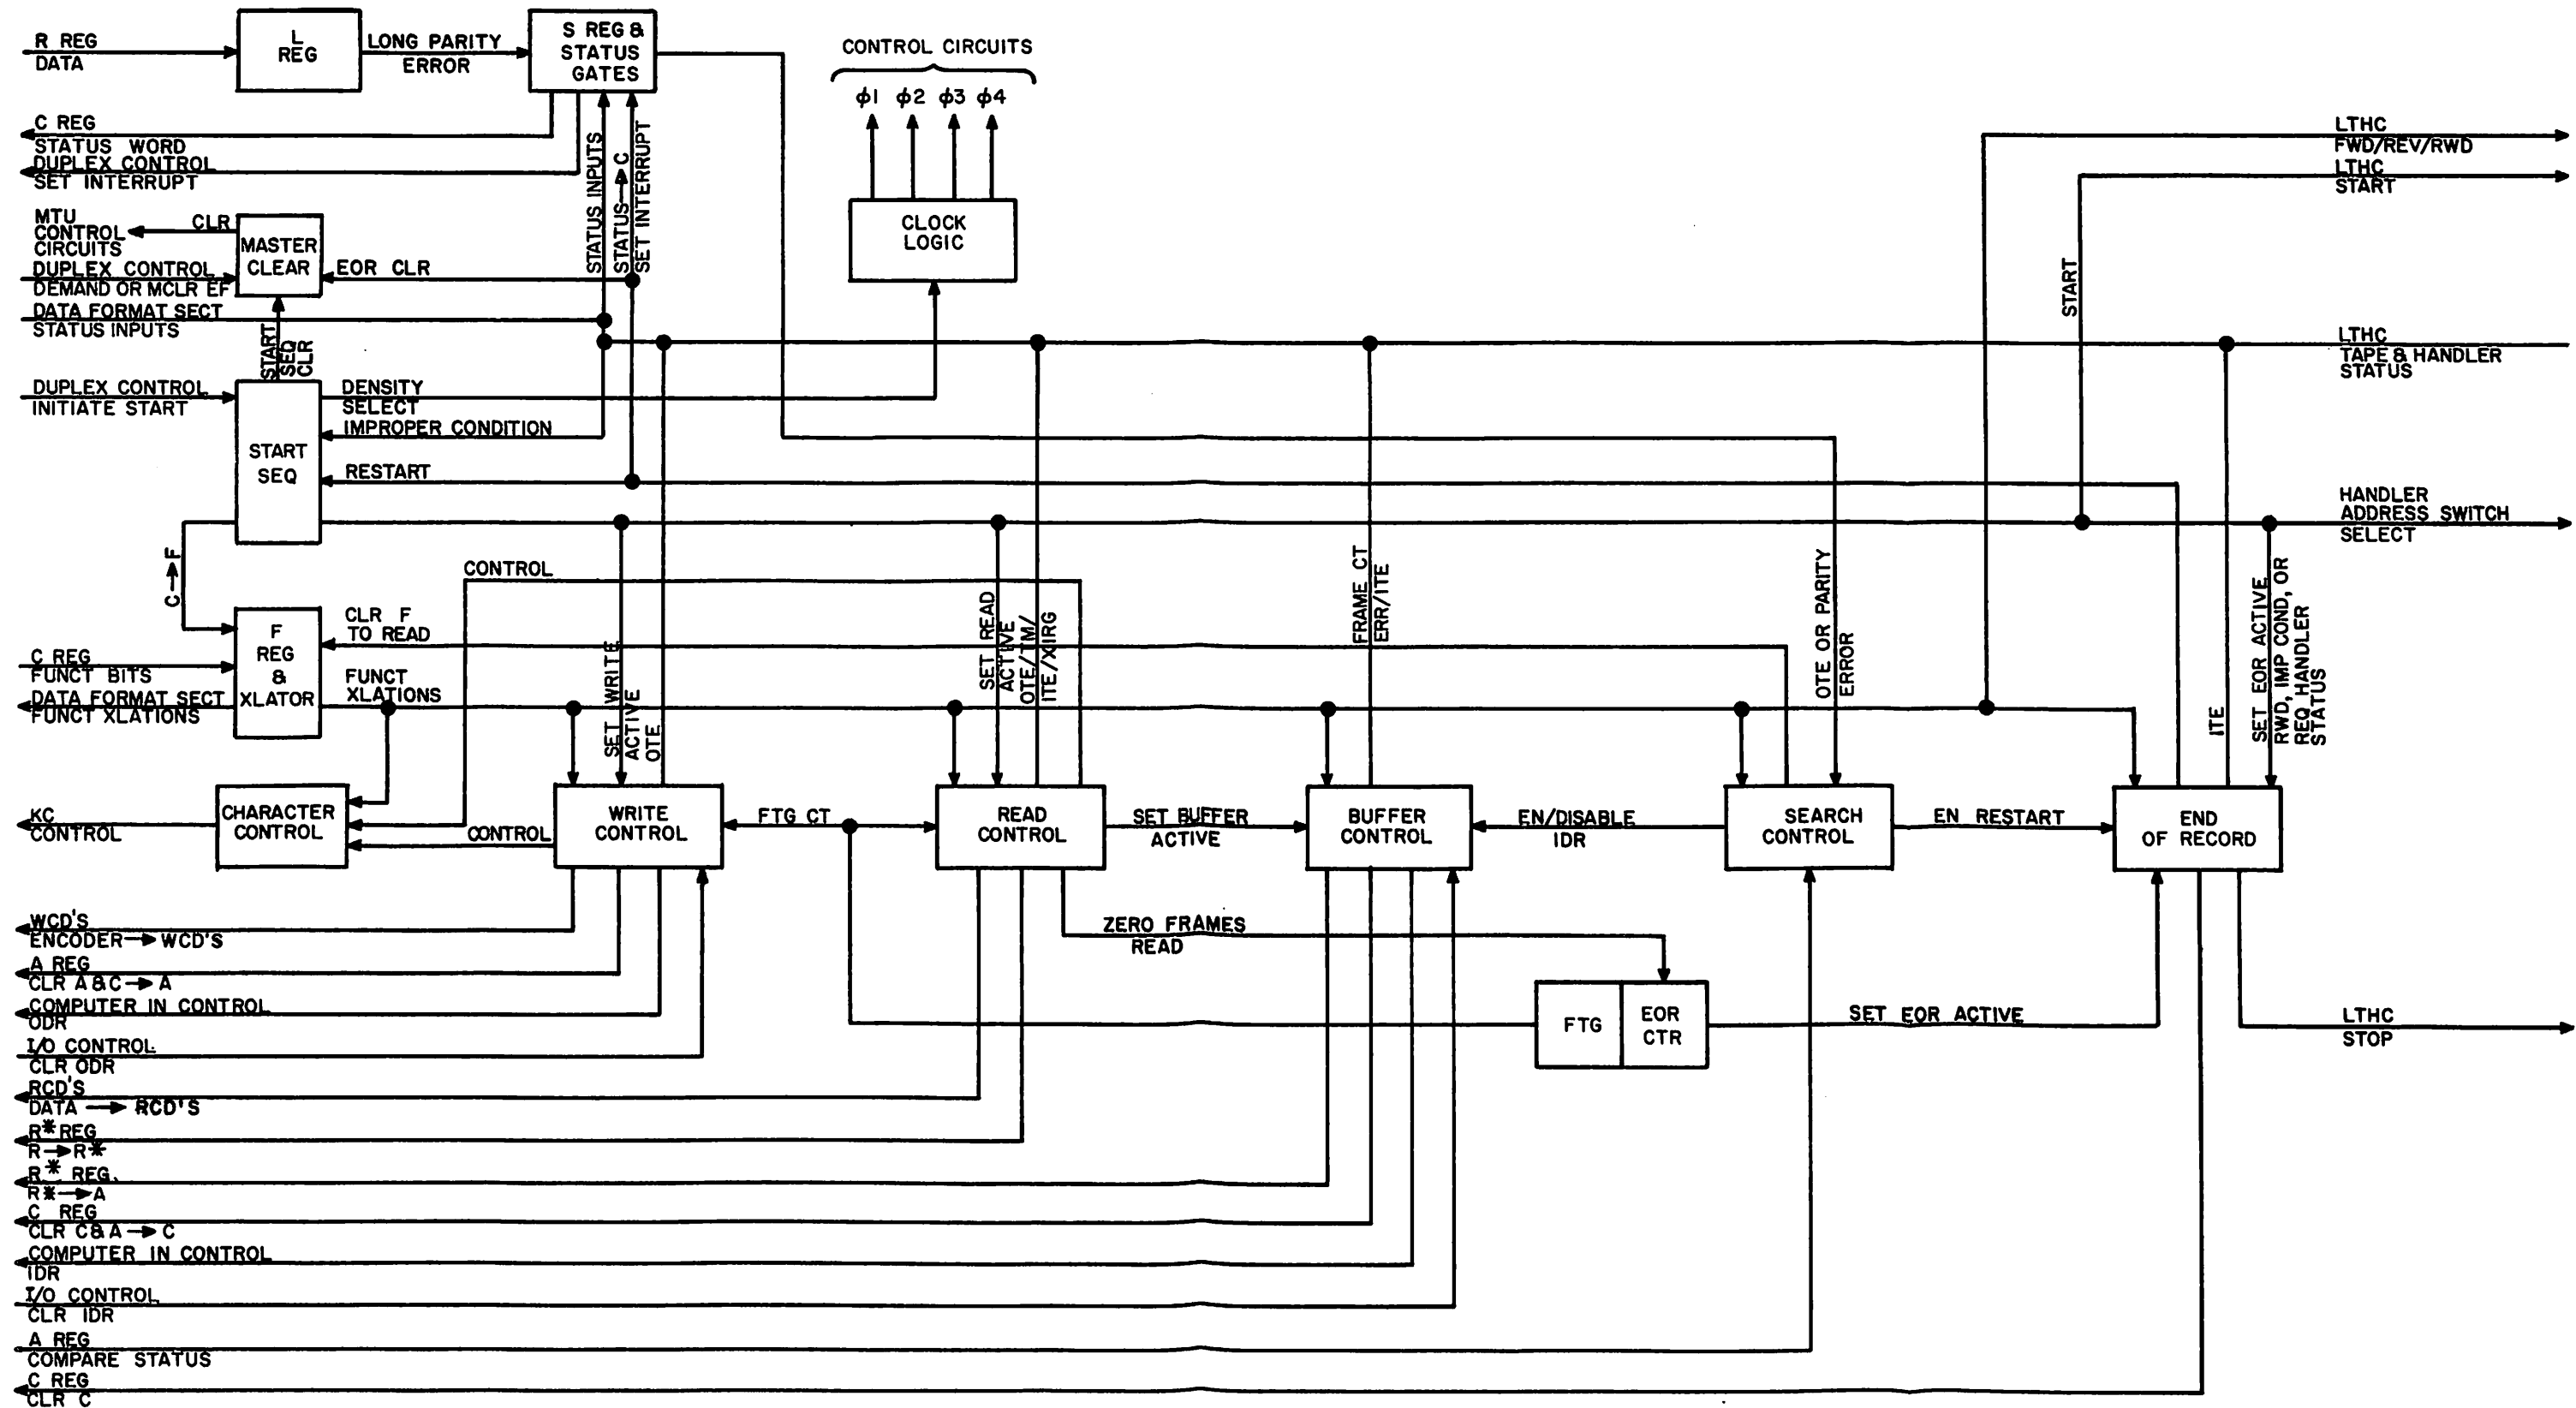 R REG
DATA
L
REG
LONG PARITY
ERROR
S REG &
STATUS
GATES
CONTROL CIRCUITS
ϕ1 ϕ2 ϕ3 ϕ4
CLOCK
LOGIC
C REG
STATUS WORD
DUPLEX CONTROL
SET INTERRUPT
STATUS INPUTS
STATUS→C
SET INTERRUPT
LTHC
FWD/REV/RWD
LTHC
START
START
MTU
CONTROL
CIRCUITS
CLR
MASTER
CLEAR
EOR CLR
DUPLEX CONTROL
DEMAND OR MCLR EF
DATA FORMAT SECT
STATUS INPUTS
START
SEQ
CLR
LTHC
TAPE & HANDLER
STATUS
DUPLEX CONTROL
INITIATE START
START
SEQ
DENSITY
SELECT
IMPROPER CONDITION
RESTART
HANDLER
ADDRESS SWITCH
SELECT
C→F
CONTROL
F
REG
&
XLATOR
CLR F
TO READ
FUNCT
XLATIONS
C REG
FUNCT BITS
DATA FORMAT SECT
FUNCT XLATIONS
SET WRITE
ACTIVE
OTE
SET READ
ACTIVE
OTE/TM/
ITE/XIRG
FRAME CT
ERR/ITE
OTE OR PARITY
ERROR
ITE
SET EOR ACTIVE
RWD, IMP COND, OR
REQ HANDLER
STATUS
KC
CONTROL
CHARACTER
CONTROL
CONTROL
WRITE
CONTROL
FTG CT
READ
CONTROL
SET BUFFER
ACTIVE
BUFFER
CONTROL
EN/DISABLE
IDR
SEARCH
CONTROL
EN RESTART
END
OF RECORD
WCD'S
ENCODER→WCD'S
A REG
CLR A&C→A
COMPUTER IN CONTROL
ODR
I/O CONTROL
CLR ODR
ZERO FRAMES
READ
FTG
EOR
CTR
SET EOR ACTIVE
LTHC
STOP
RCD'S
DATA→RCD'S
R* REG
R→R*
R* REG.
R*→A
C REG
CLR C&A→C
COMPUTER IN CONTROL
IDR
I/O CONTROL
CLR IDR
A REG
COMPARE STATUS
C REG
CLR C